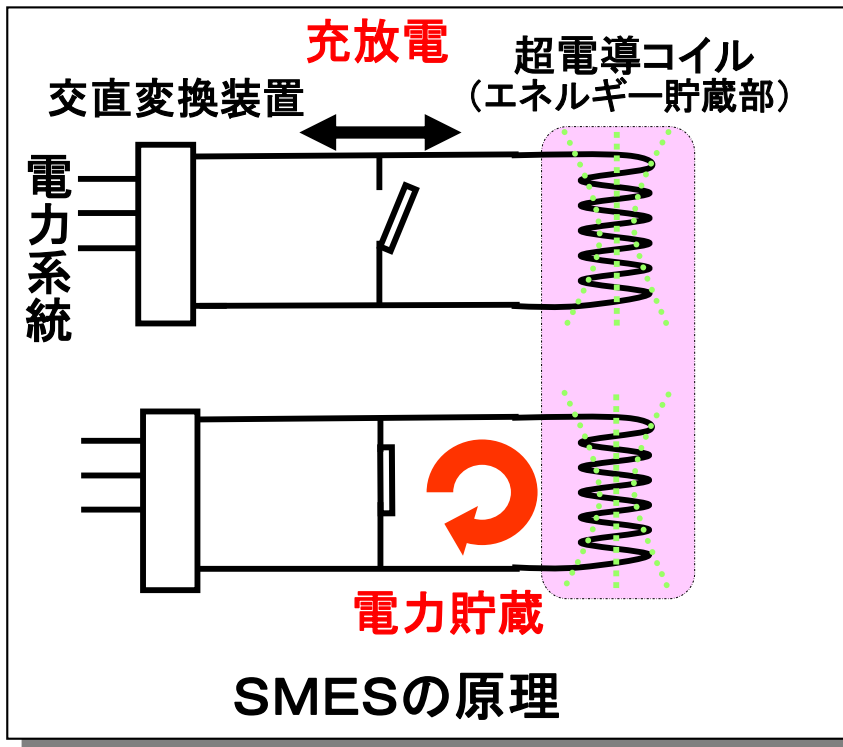 充放電
超電導コイル
（エネルギー貯蔵部）
交直変換装置
電力系統
電力貯蔵
SMESの原理